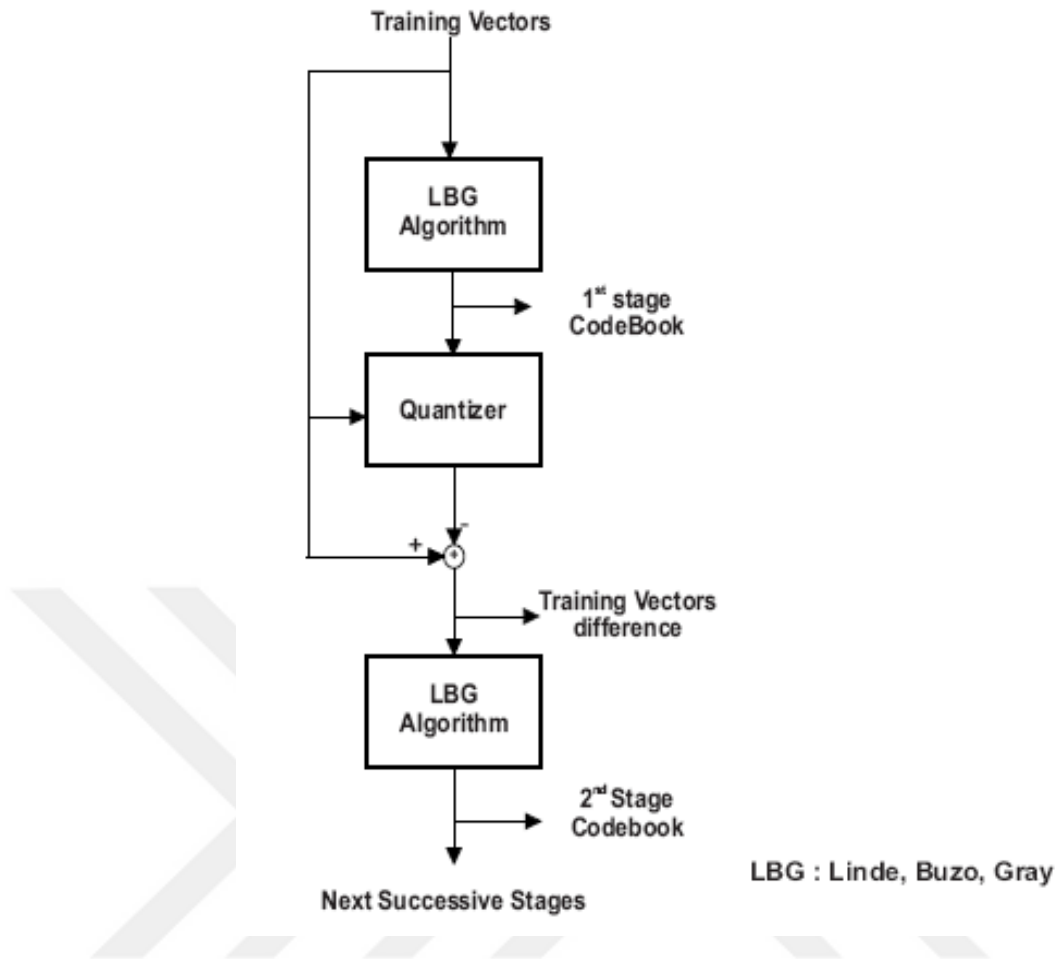 Training Vectors
LBG
Algorithm
1st stage
CodeBook
Quantizer
-
+
+
Training Vectors
difference
LBG
Algorithm
2nd Stage
Codebook
LBG : Linde, Buzo, Gray
Next Successive Stages